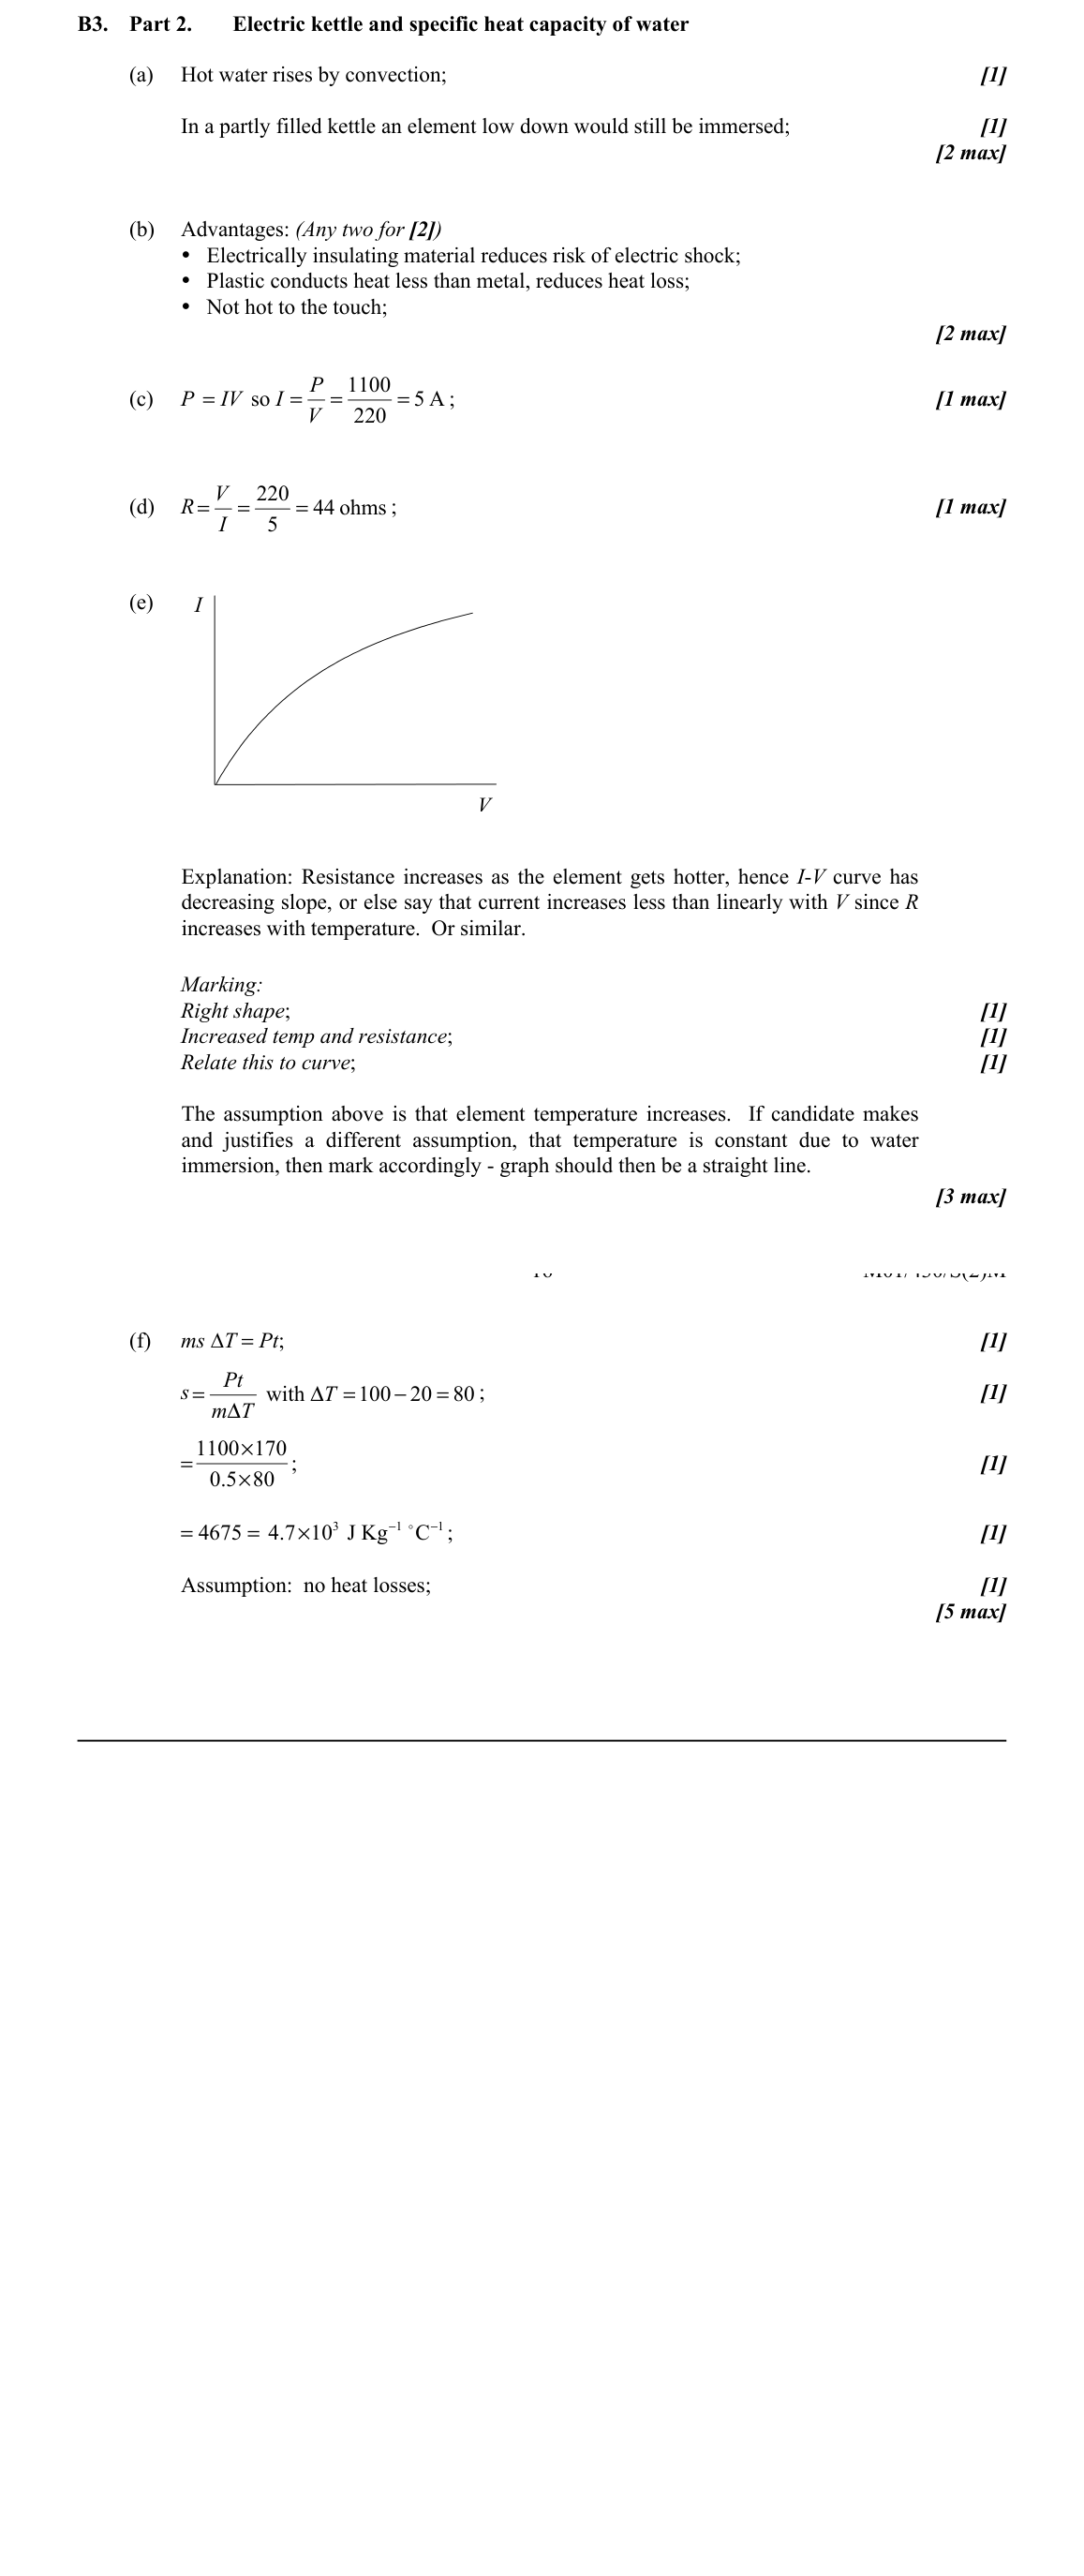 B3. Part 2. Electric kettle and specific heat capacity of water
(a) Hot water rises by convection; [1]
In a partly filled kettle an element low down would still be immersed; [1]
[2 max]
(b) Advantages: (Any two for [2])
• Electrically insulating material reduces risk of electric shock;
• Plastic conducts heat less than metal, reduces heat loss;
• Not hot to the touch;
[2 max]
(c) P = IV so I = P/V = 1100/220 = 5 A; [1 max]
(d) R = V/I = 220/5 = 44 ohms; [1 max]
(e) I
V
Explanation: Resistance increases as the element gets hotter, hence I-V curve has
decreasing slope, or else say that current increases less than linearly with V since R
increases with temperature. Or similar.
Marking:
Right shape; [1]
Increased temp and resistance; [1]
Relate this to curve; [1]
The assumption above is that element temperature increases. If candidate makes
and justifies a different assumption, that temperature is constant due to water
immersion, then mark accordingly - graph should then be a straight line.
[3 max]
(f) ms ΔT = Pt; [1]
s = Pt/mΔT with ΔT = 100 – 20 = 80; [1]
= 1100×170/0.5×80; [1]
= 4675 = 4.7×10³ J Kg⁻¹ °C⁻¹; [1]
Assumption: no heat losses; [1]
[5 max]